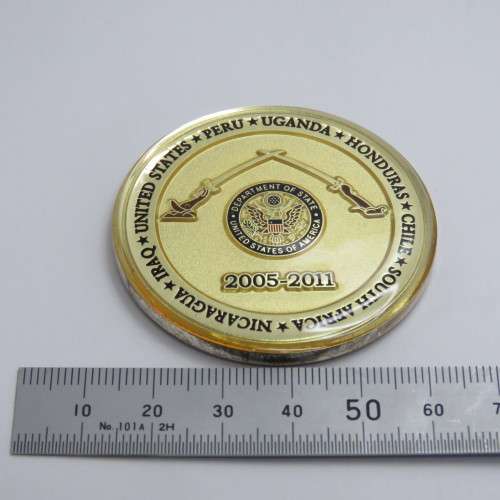 UNITED STATES ★ PERU ★ UGANDA ★ HONDURAS ★ CHILE ★ SOUTH AFRICA ★ NICARAGUA ★ IRAQ ★
DEPARTMENT OF STATE
UNITED STATES OF AMERICA
2005-2011
10 20 30 40 50 60
No. 101A 2H